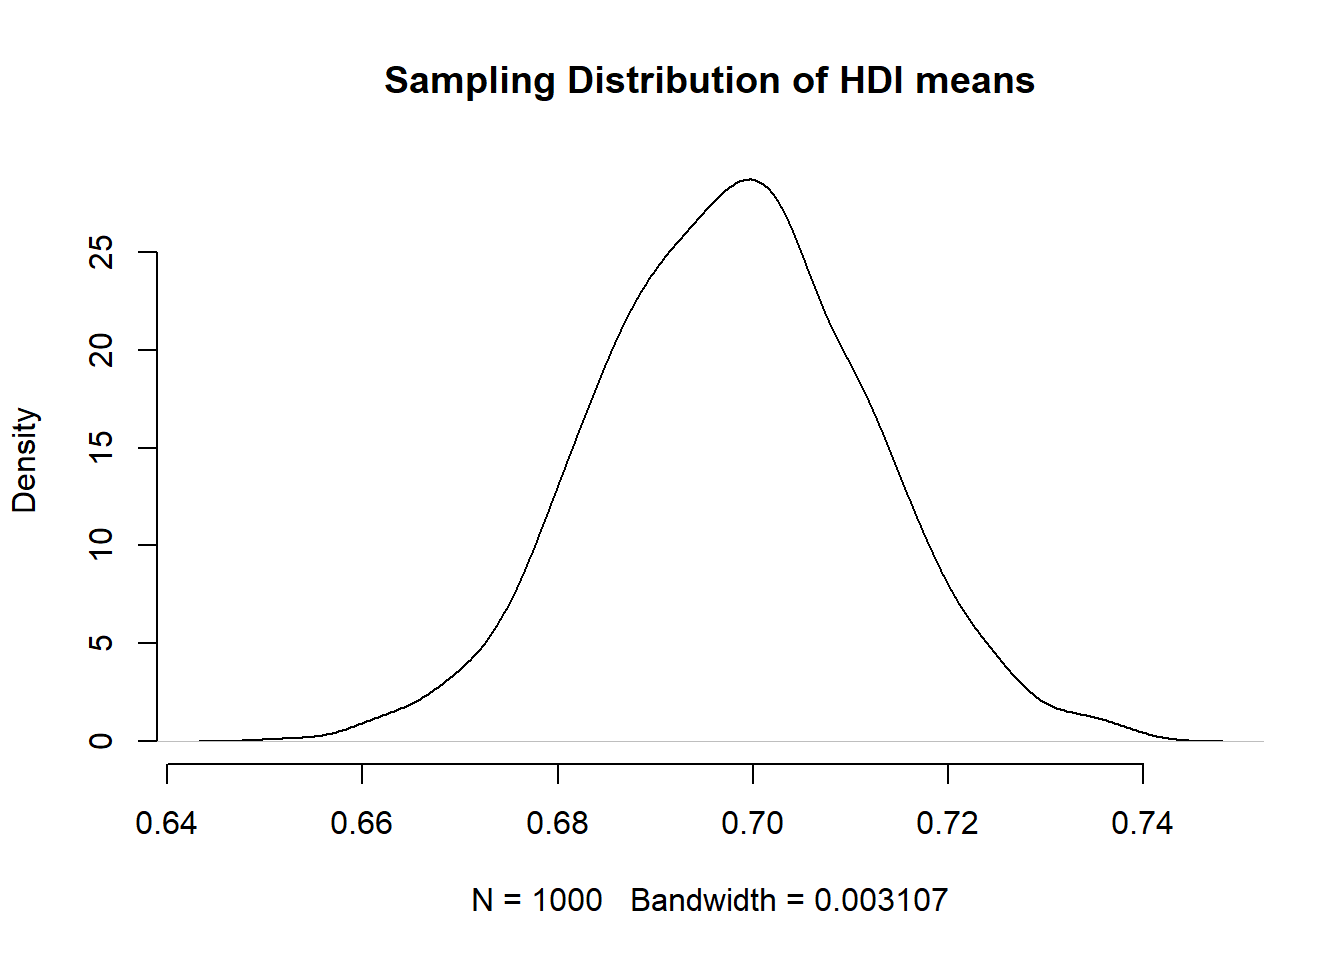 Sampling Distribution of HDI means
Density
25
20
15
10
5
0
0.64 0.66 0.68 0.70 0.72 0.74
N = 1000   Bandwidth = 0.003107